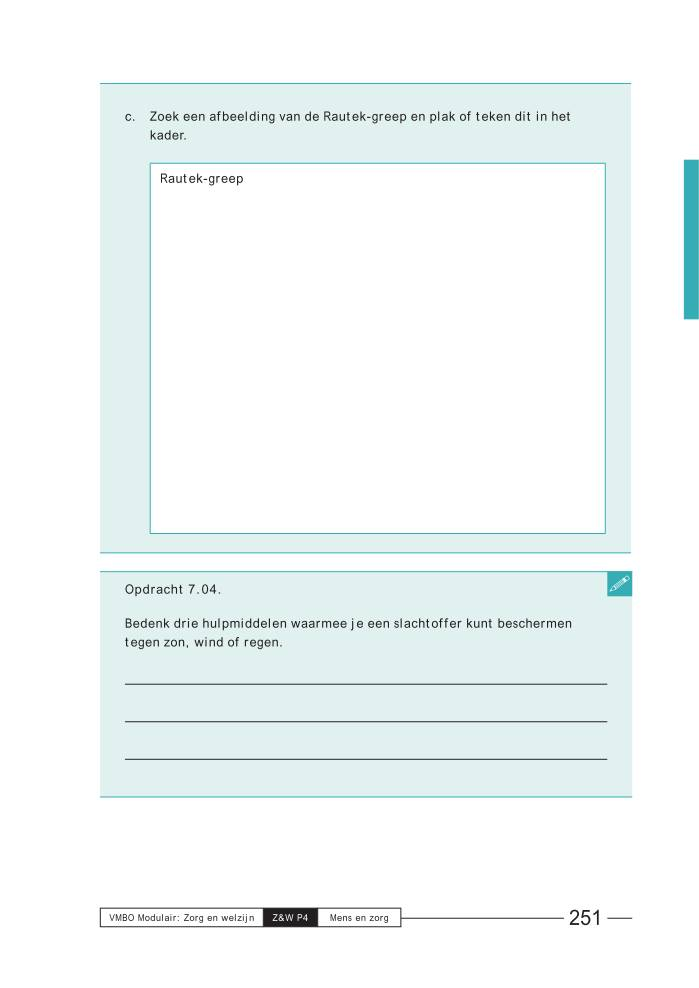 c. Zoek een afbeelding van de Rautek-greep en plak of teken dit in het
kader.
Rautek-greep
Opdracht 7.04.
Bedenk drie hulpmiddelen waarmee je een slachtoffer kunt beschermen
tegen zon, wind of regen.
VMBO Modulair: Zorg en welzijn Z&W P4 Mens en zorg 251